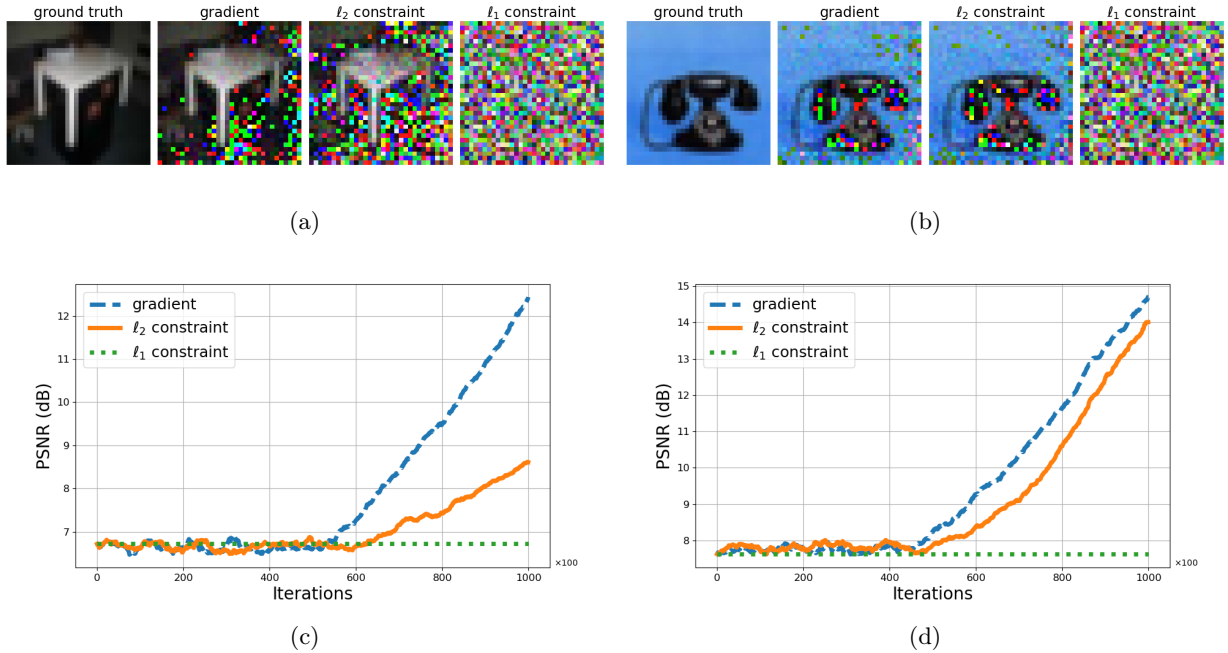 ground truth gradient ℓ₂ constraint ℓ₁ constraint
ground truth gradient ℓ₂ constraint ℓ₁ constraint
(a)
(b)
PSNR (dB)
12
11
10
9
8
7
gradient
ℓ₂ constraint
ℓ₁ constraint
0 200 400 600 800 1000
×100
Iterations
(c)
PSNR (dB)
15
14
13
12
11
10
9
8
gradient
ℓ₂ constraint
ℓ₁ constraint
0 200 400 600 800 1000
×100
Iterations
(d)